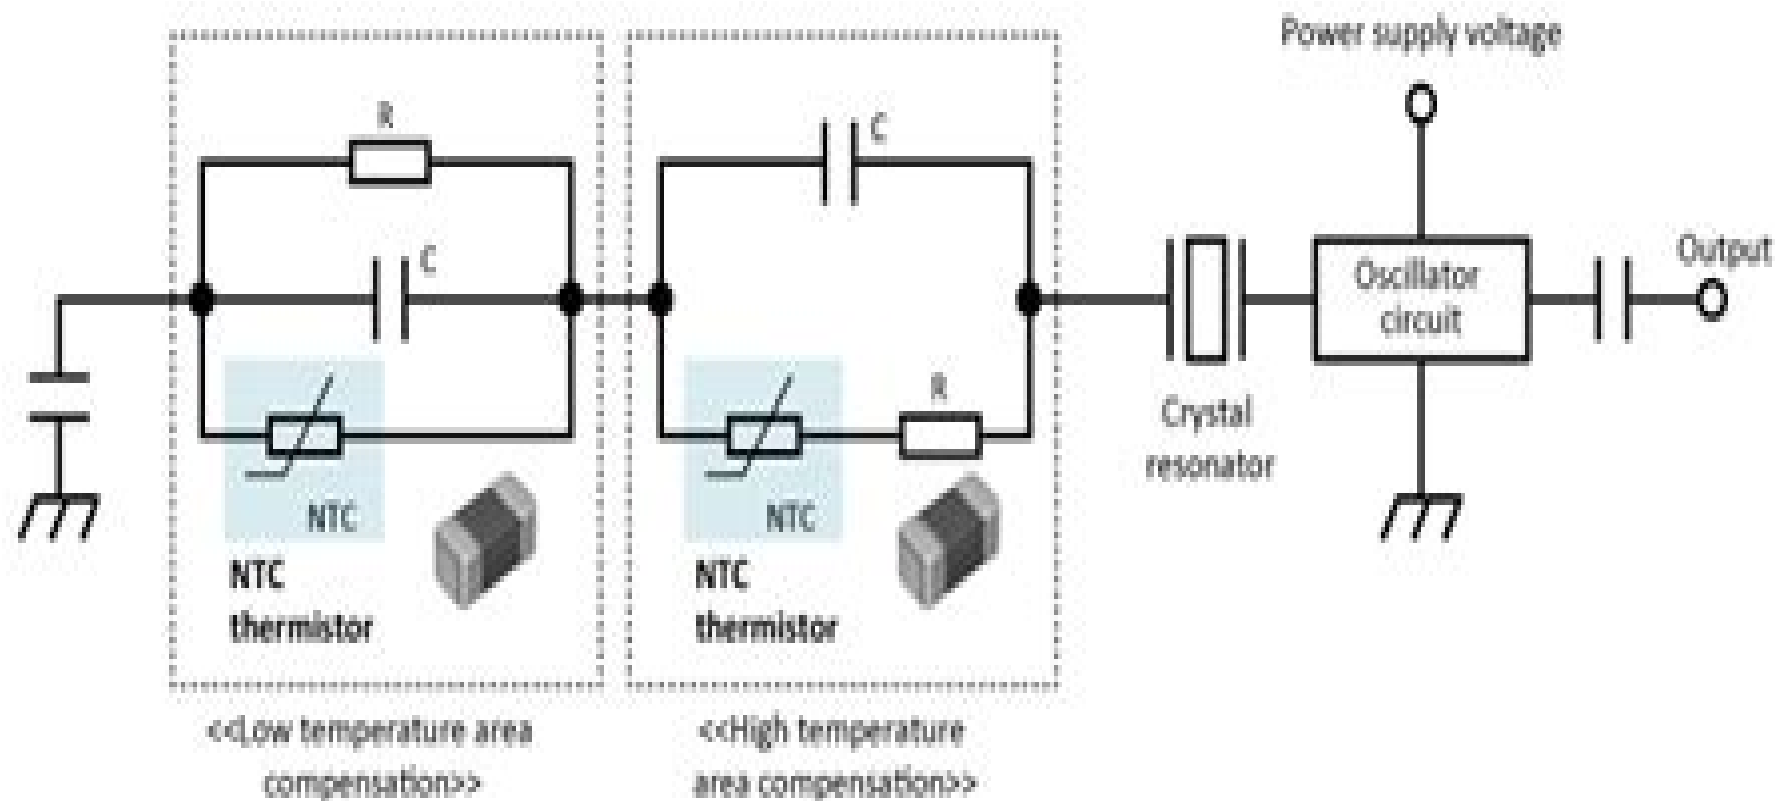 Power supply voltage
R
C
C
Output
Oscillator
circuit
R
Crystal
resonator
NTC
NTC
thermistor
NTC
NTC
thermistor
<<Low temperature area
compensation>>
<<High temperature
area compensation>>